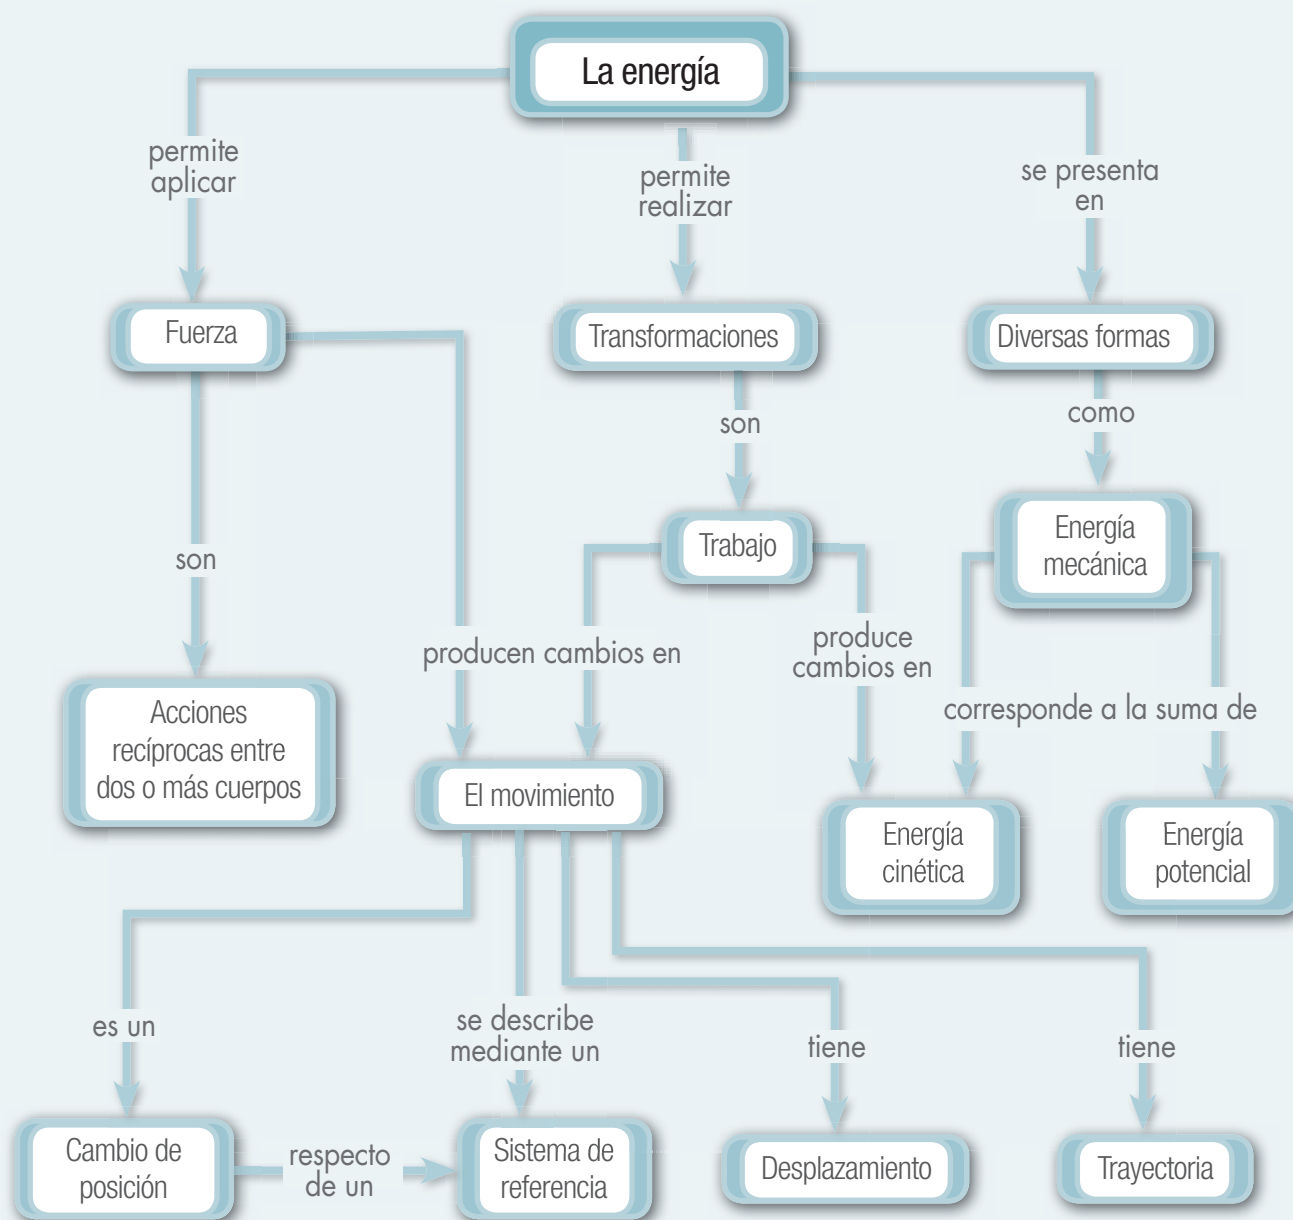 La energía
permite
aplicar
permite
realizar
se presenta
en
Fuerza
Transformaciones
Diversas formas
son
como
Trabajo
Energía
mecánica
son
producen cambios en
produce
cambios en
corresponde a la suma de
Acciones
recíprocas entre
dos o más cuerpos
El movimiento
Energía
cinética
Energía
potencial
es un
se describe
mediante un
tiene
tiene
Cambio de
posición
respecto
de un
Sistema de
referencia
Desplazamiento
Trayectoria